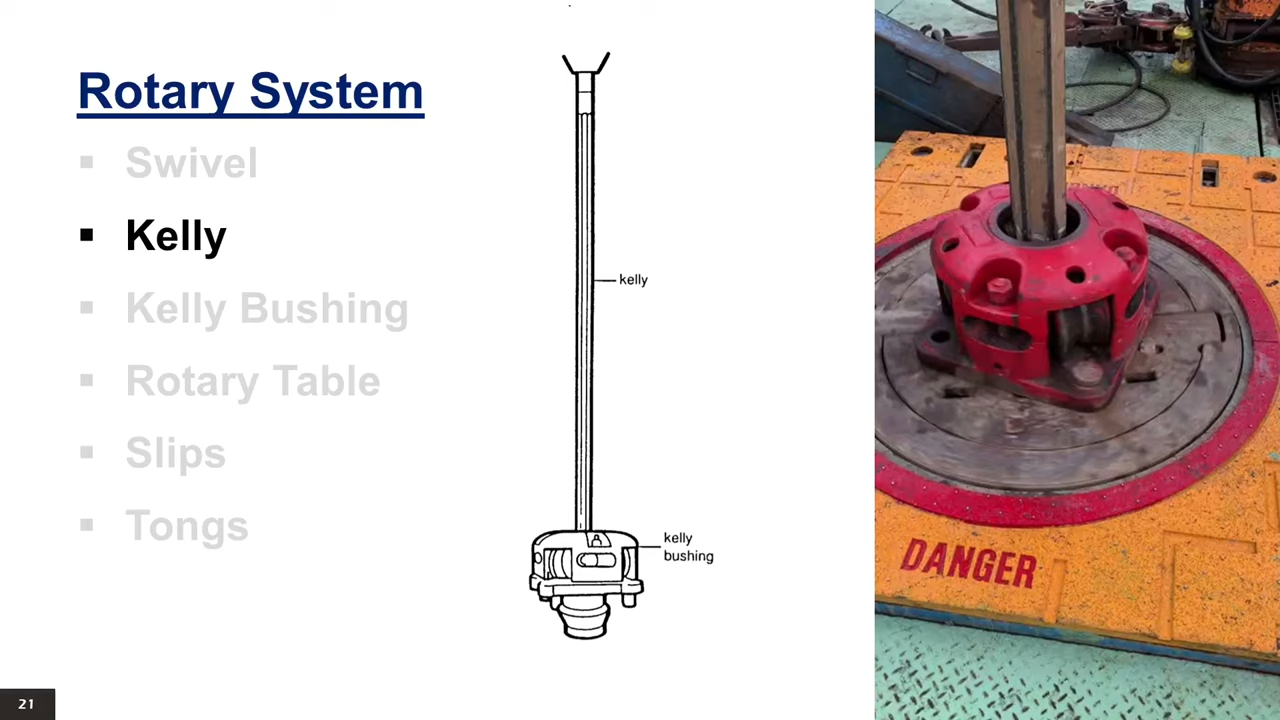 Rotary System
▪ Swivel
▪ Kelly
▪ Kelly Bushing
▪ Rotary Table
▪ Slips
▪ Tongs
kelly
kelly
bushing
DANGER
21